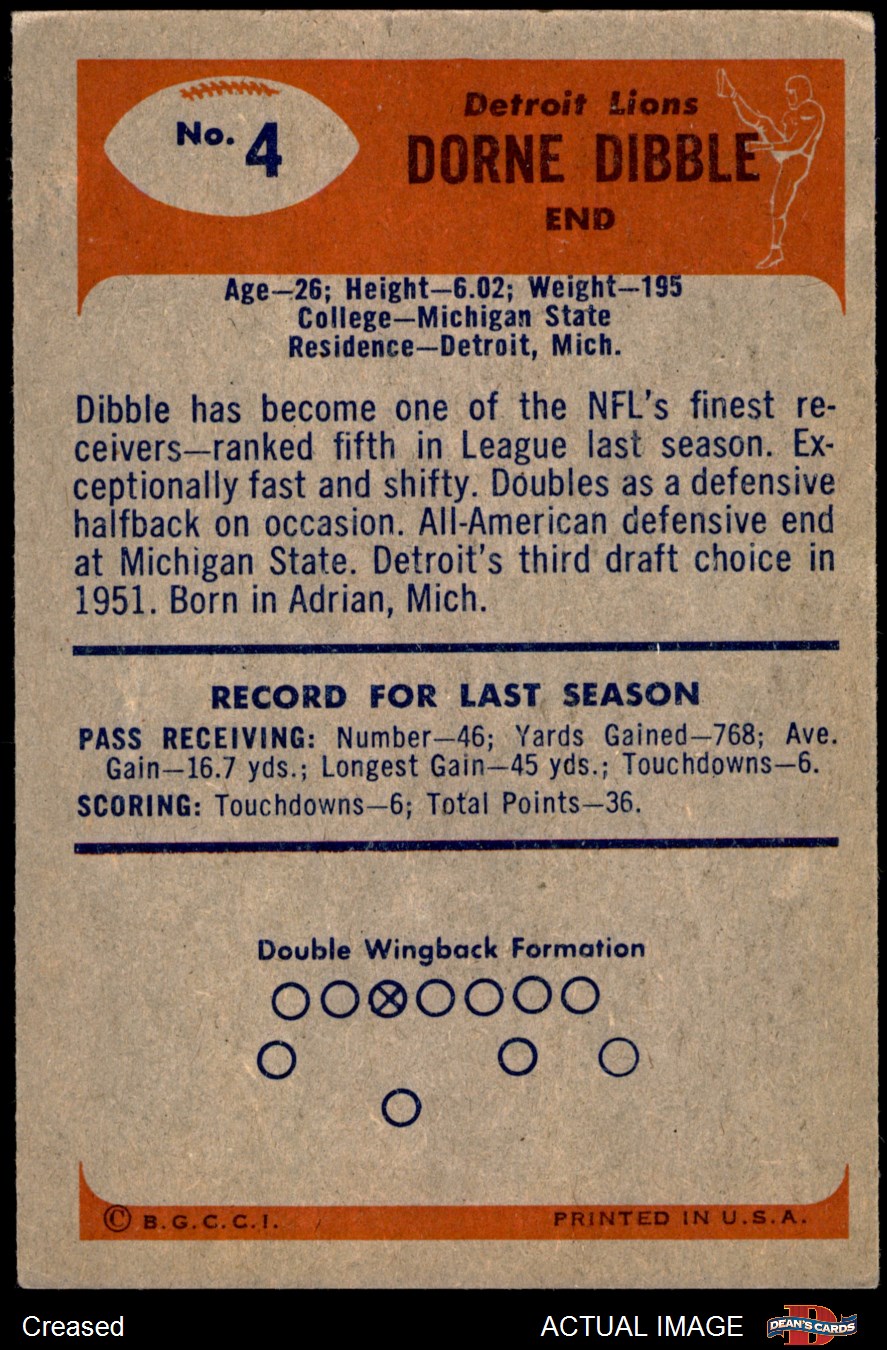 No. 4
Detroit Lions
DORNE DIBBLE
END
Age—26; Height—6.02; Weight—195
College—Michigan State
Residence—Detroit, Mich.
Dibble has become one of the NFL's finest re-
ceivers—ranked fifth in League last season. Ex-
ceptionally fast and shifty. Doubles as a defensive
halfback on occasion. All-American defensive end
at Michigan State. Detroit's third draft choice in
1951. Born in Adrian, Mich.
RECORD FOR LAST SEASON
PASS RECEIVING: Number—46; Yards Gained—768; Ave.
Gain—16.7 yds.; Longest Gain—45 yds.; Touchdowns—6.
SCORING: Touchdowns—6; Total Points—36.
Double Wingback Formation
© B.G.C.C.I. PRINTED IN U.S.A.
Creased ACTUAL IMAGE DEAN'S CARDS